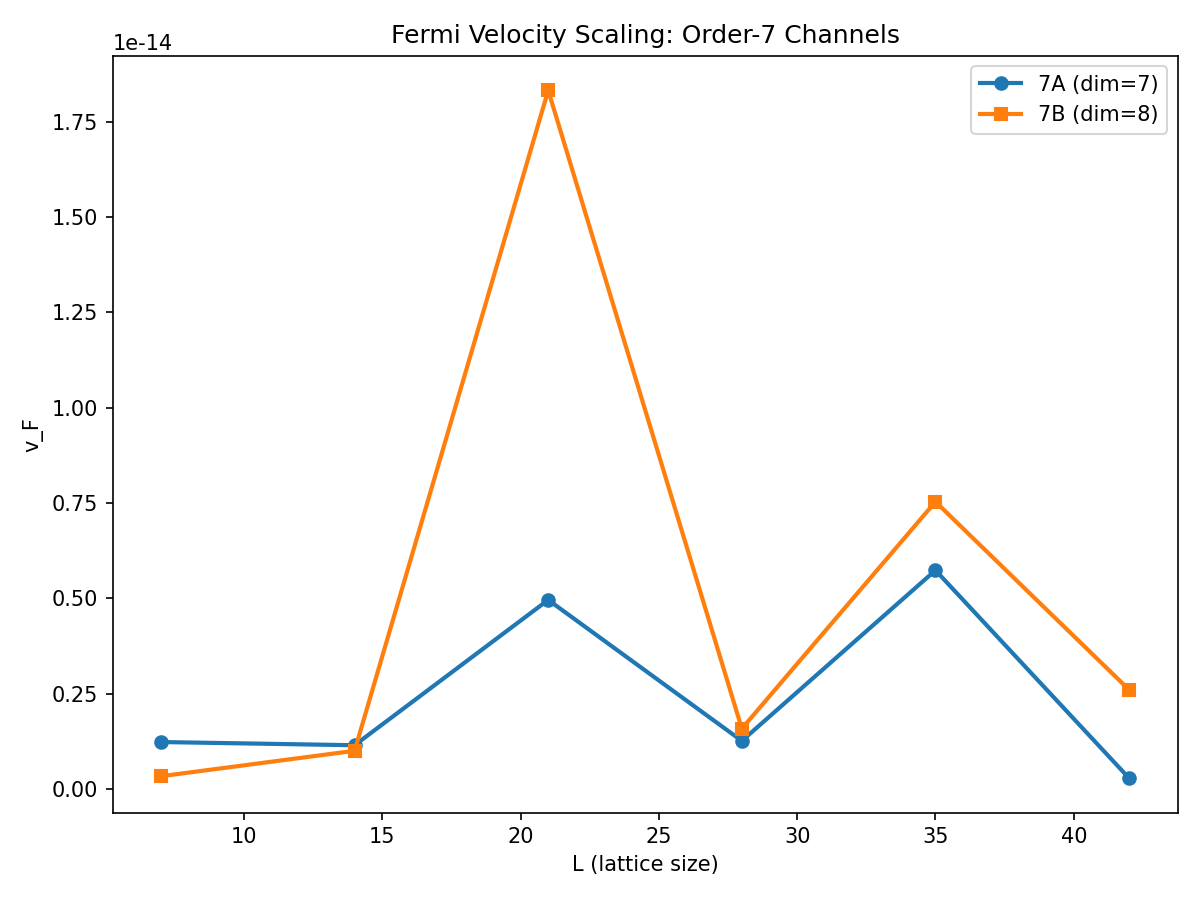 Fermi Velocity Scaling: Order-7 Channels
1e-14
7A (dim=7)
7B (dim=8)
1.75
1.50
1.25
1.00
0.75
0.50
0.25
0.00
v_F
10 15 20 25 30 35 40
L (lattice size)